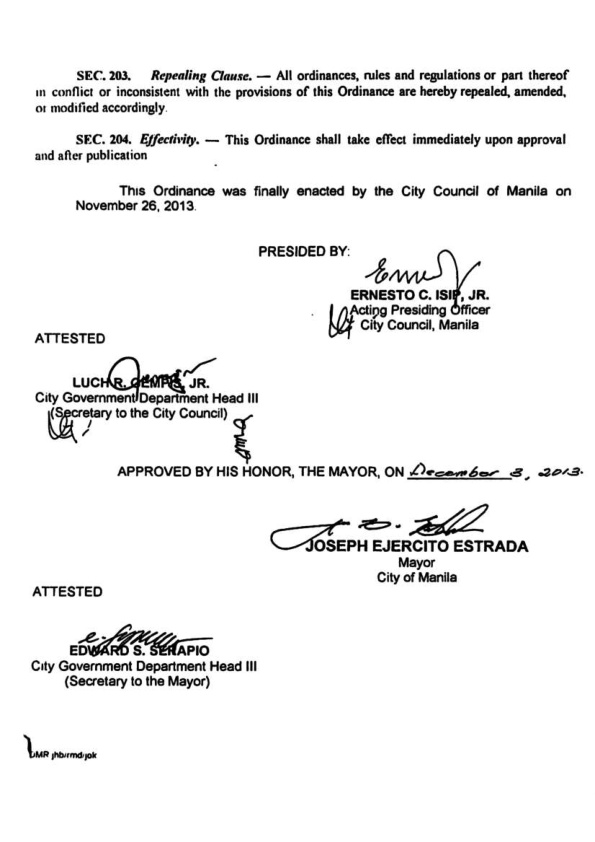 SEC. 203. Repealing Clause. — All ordinances, rules and regulations or part thereof
in conflict or inconsistent with the provisions of this Ordinance are hereby repealed, amended,
or modified accordingly.
SEC. 204. Effectivity. — This Ordinance shall take effect immediately upon approval
and after publication
This Ordinance was finally enacted by the City Council of Manila on
November 26, 2013.
PRESIDED BY:
ERNESTO C. ISIP, JR.
Acting Presiding Officer
City Council, Manila
ATTESTED
LUCH R. GEMPIS, JR.
City Government Department Head III
(Secretary to the City Council)
APPROVED BY HIS HONOR, THE MAYOR, ON December 3, 2013.
JOSEPH EJERCITO ESTRADA
Mayor
City of Manila
ATTESTED
EDWARD S. SERAPIO
City Government Department Head III
(Secretary to the Mayor)